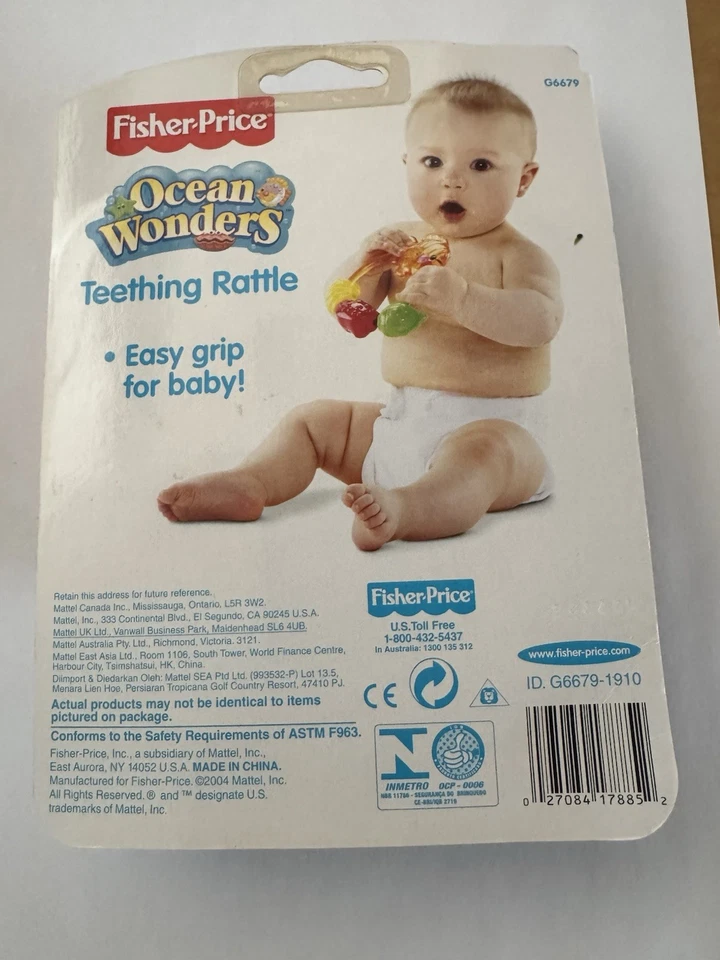 G6679
Fisher-Price®
Ocean
Wonders™
Teething Rattle
• Easy grip
for baby!
Retain this address for future reference.
Mattel Canada Inc., Mississauga, Ontario, L5R 3W2.
Mattel, Inc., 333 Continental Blvd., El Segundo, CA 90245 U.S.A.
Mattel UK Ltd., Vanwall Business Park, Maidenhead SL6 4UB.
Mattel Australia Pty. Ltd., Richmond, Victoria. 3121.
Mattel East Asia Ltd., Room 1106, South Tower, World Finance Centre,
Harbour City, Tsimshatsui, HK, China.
Diimport & Diedarkan Oleh: Mattel SEA Ptd Ltd. (993532-P) Lot 13.5,
Menara Lien Hoe, Persiaran Tropicana Golf Country Resort, 47410 PJ.
Actual products may not be identical to items
pictured on package.
Conforms to the Safety Requirements of ASTM F963.
Fisher-Price, Inc., a subsidiary of Mattel, Inc.,
East Aurora, NY 14052 U.S.A. MADE IN CHINA.
Manufactured for Fisher-Price. ©2004 Mattel, Inc.
All Rights Reserved. ® and ™ designate U.S.
trademarks of Mattel, Inc.
Fisher-Price®
U.S.Toll Free
1-800-432-5437
In Australia: 1300 135 312
CE
INMETRO OCP - 0006
NBR 11786 - SEGURANÇA DO BRINQUEDO
www.fisher-price.com
ID. G6679-1910
0 27084 17885 2